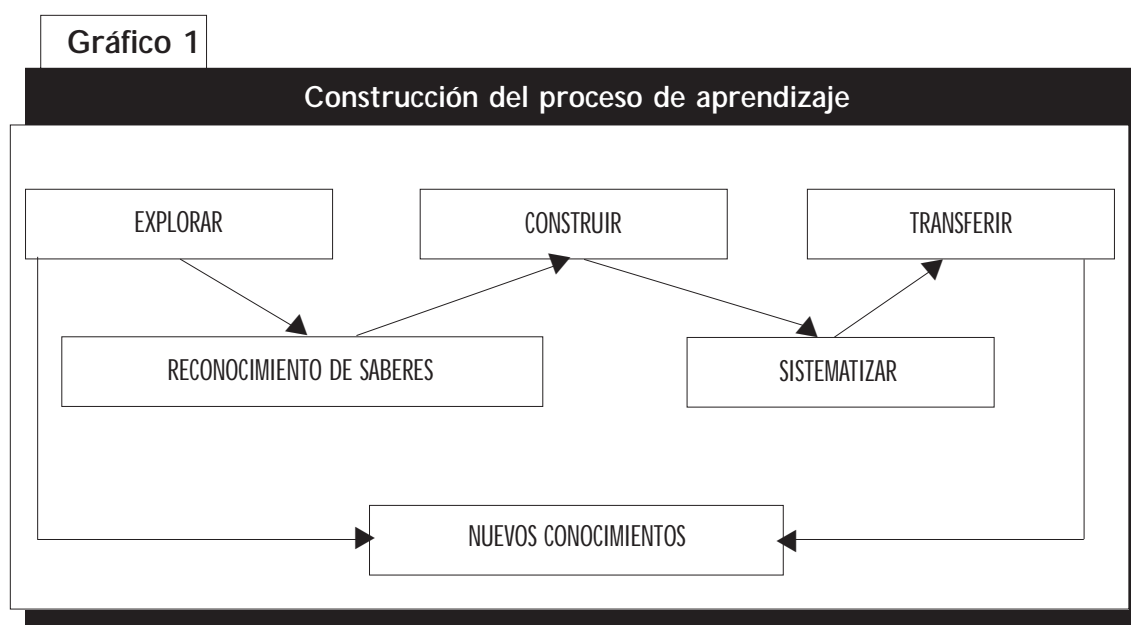 Gráfico 1
Construcción del proceso de aprendizaje
EXPLORAR
CONSTRUIR
TRANSFERIR
RECONOCIMIENTO DE SABERES
SISTEMATIZAR
NUEVOS CONOCIMIENTOS